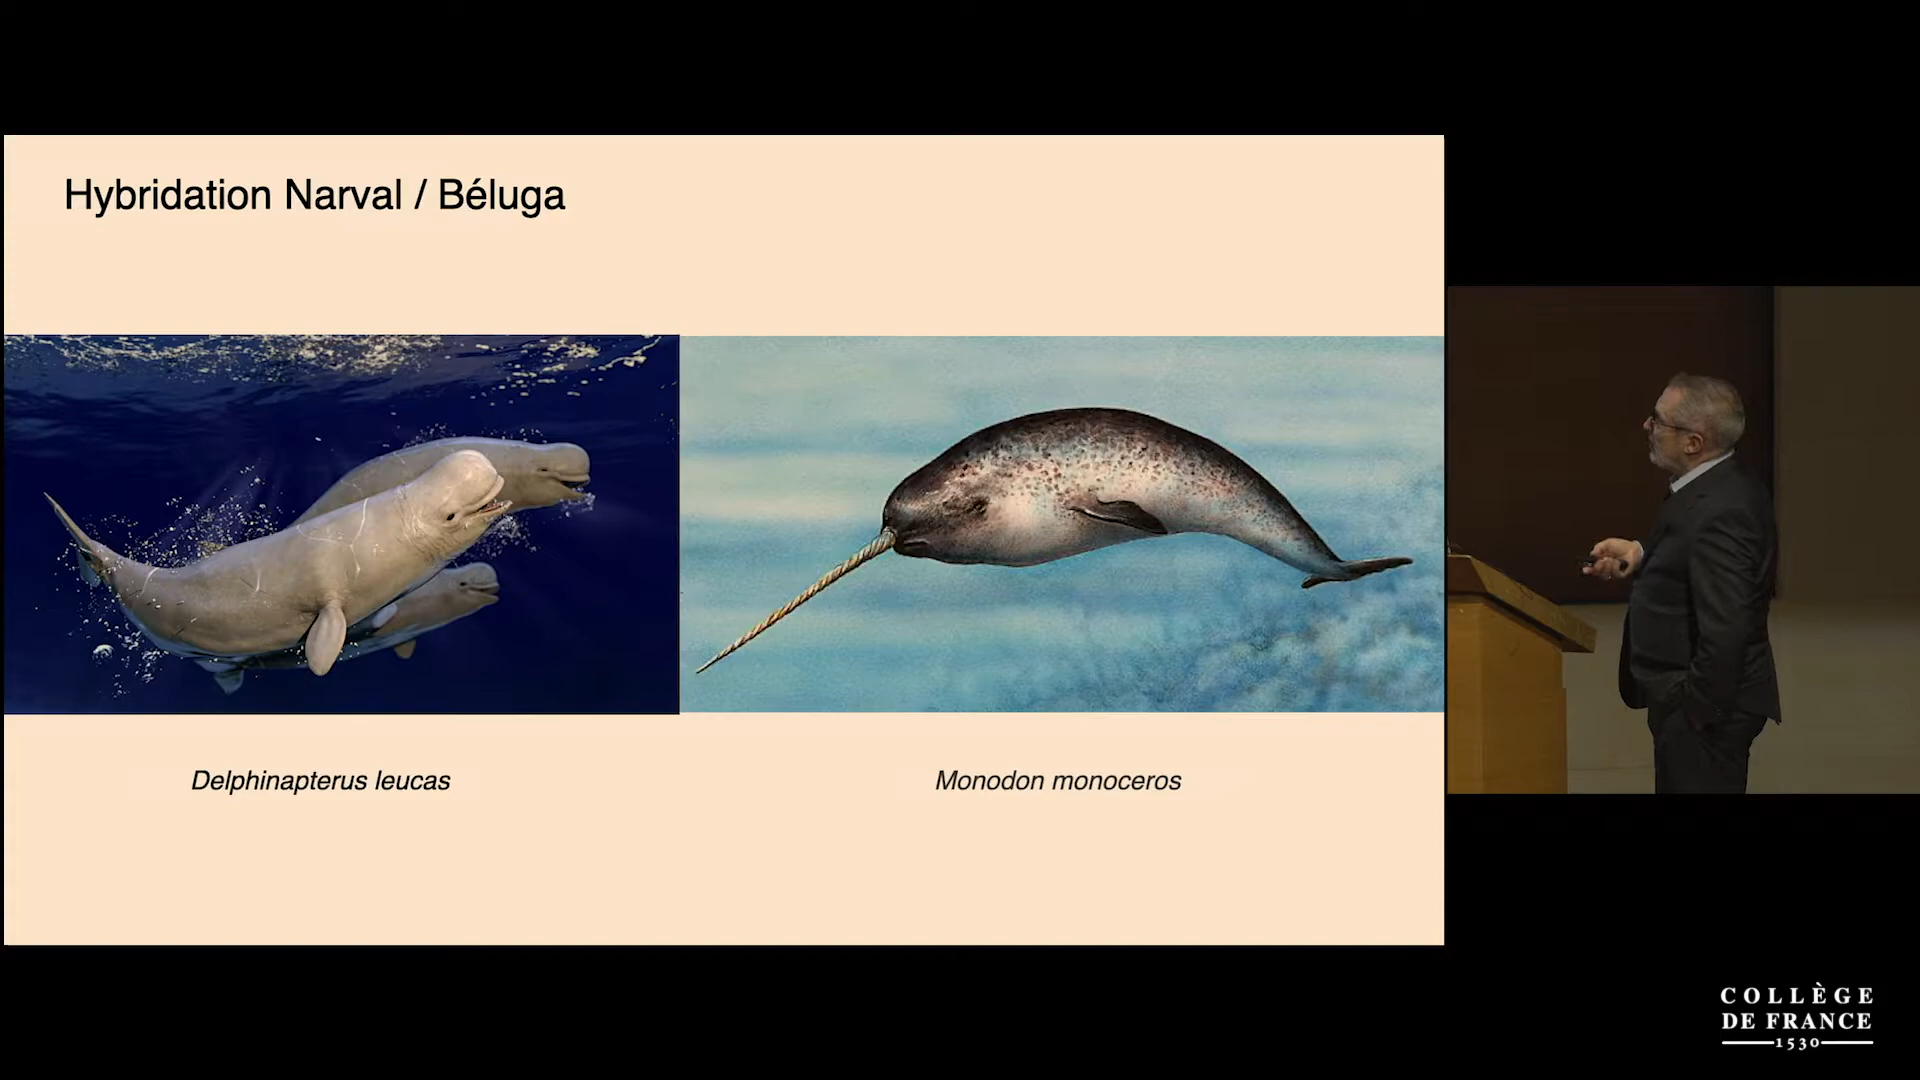 Hybridation Narval / Béluga
Delphinapterus leucas
Monodon monoceros
COLLÈGE
DE FRANCE
1530